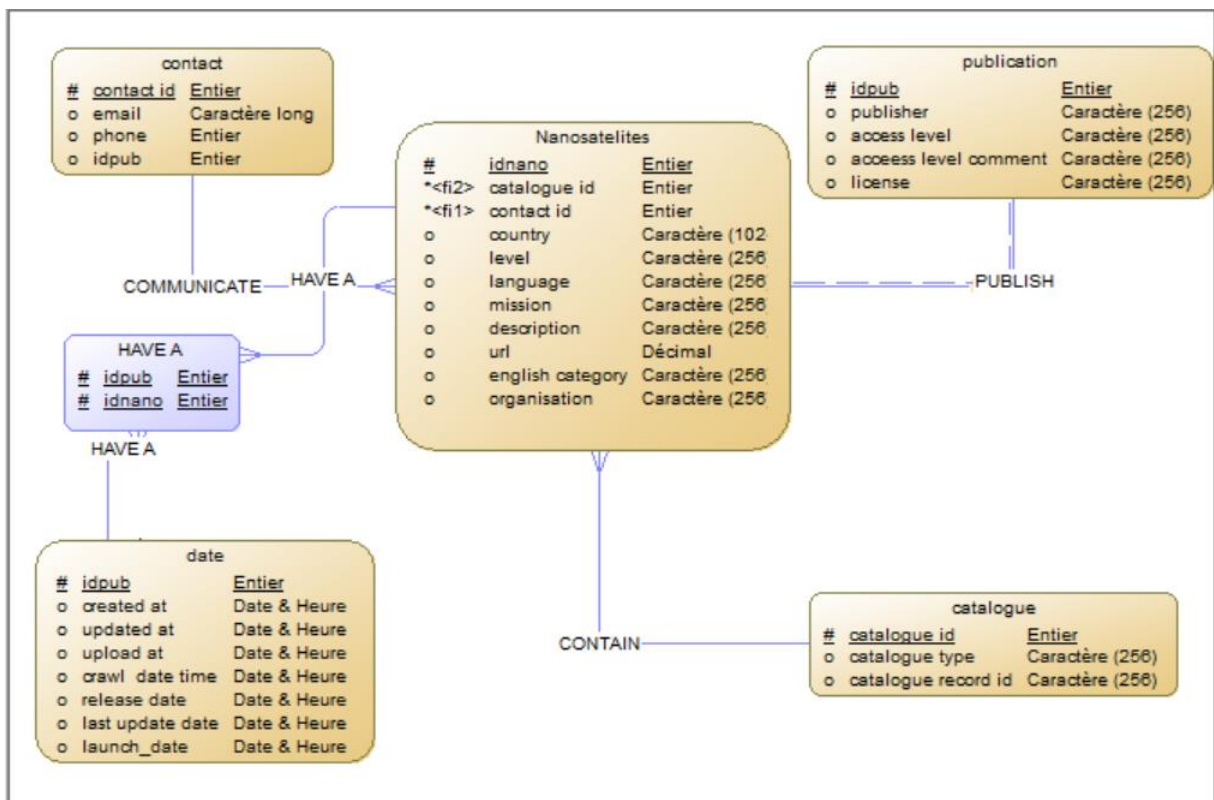 contact
# contact id Entier
o email Caractère long
o phone Entier
o idpub Entier
publication
# idpub Entier
o publisher Caractère (256)
o access level Caractère (256)
o acceess level comment Caractère (256)
o license Caractère (256)
Nanosatelites
# idnano Entier
*<fi2> catalogue id Entier
*<fi1> contact id Entier
o country Caractère (102
o level Caractère (256)
o language Caractère (256)
o mission Caractère (256)
o description Caractère (256)
o url Décimal
o english category Caractère (256)
o organisation Caractère (256)
COMMUNICATE
HAVE A
PUBLISH
HAVE A
# idpub Entier
# idnano Entier
HAVE A
date
# idpub Entier
o created at Date & Heure
o updated at Date & Heure
o upload at Date & Heure
o crawl date time Date & Heure
o release date Date & Heure
o last update date Date & Heure
o launch_date Date & Heure
CONTAIN
catalogue
# catalogue id Entier
o catalogue type Caractère (256)
o catalogue record id Caractère (256)